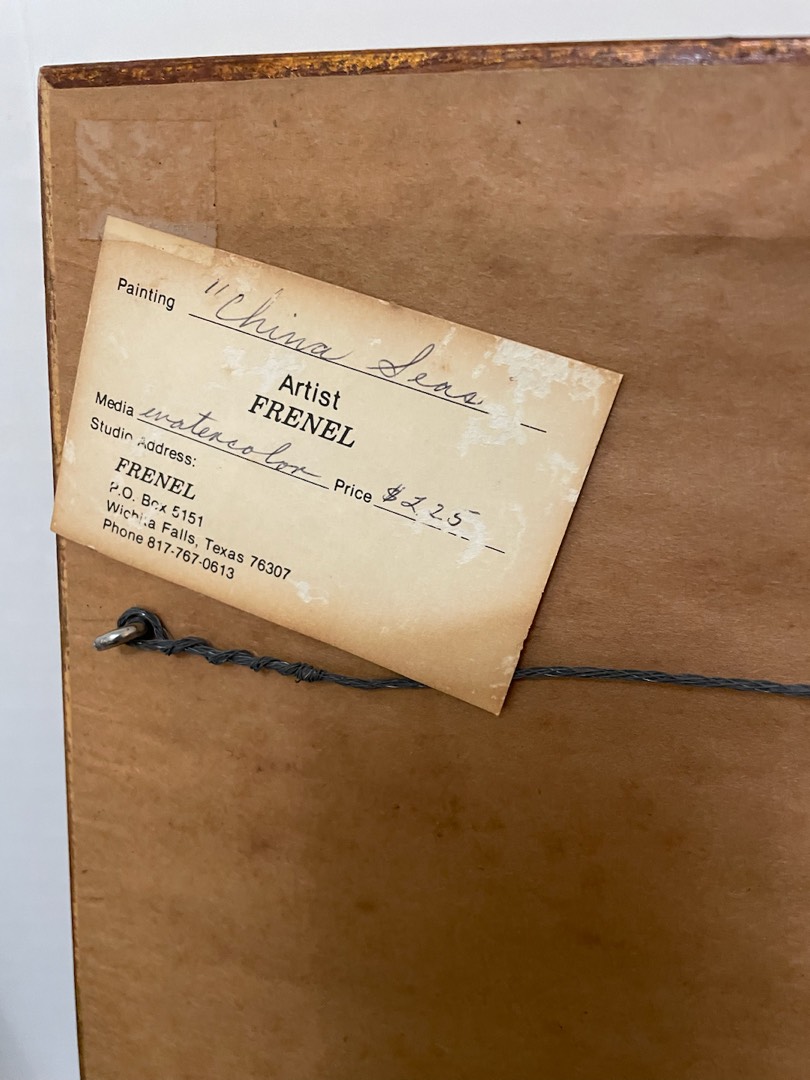 Painting "China Seas
Artist
FRENEL
Media watercolor Price $225
Studio Address:
FRENEL
P.O. Box 5151
Wichita Falls, Texas 76307
Phone 817-767-0613